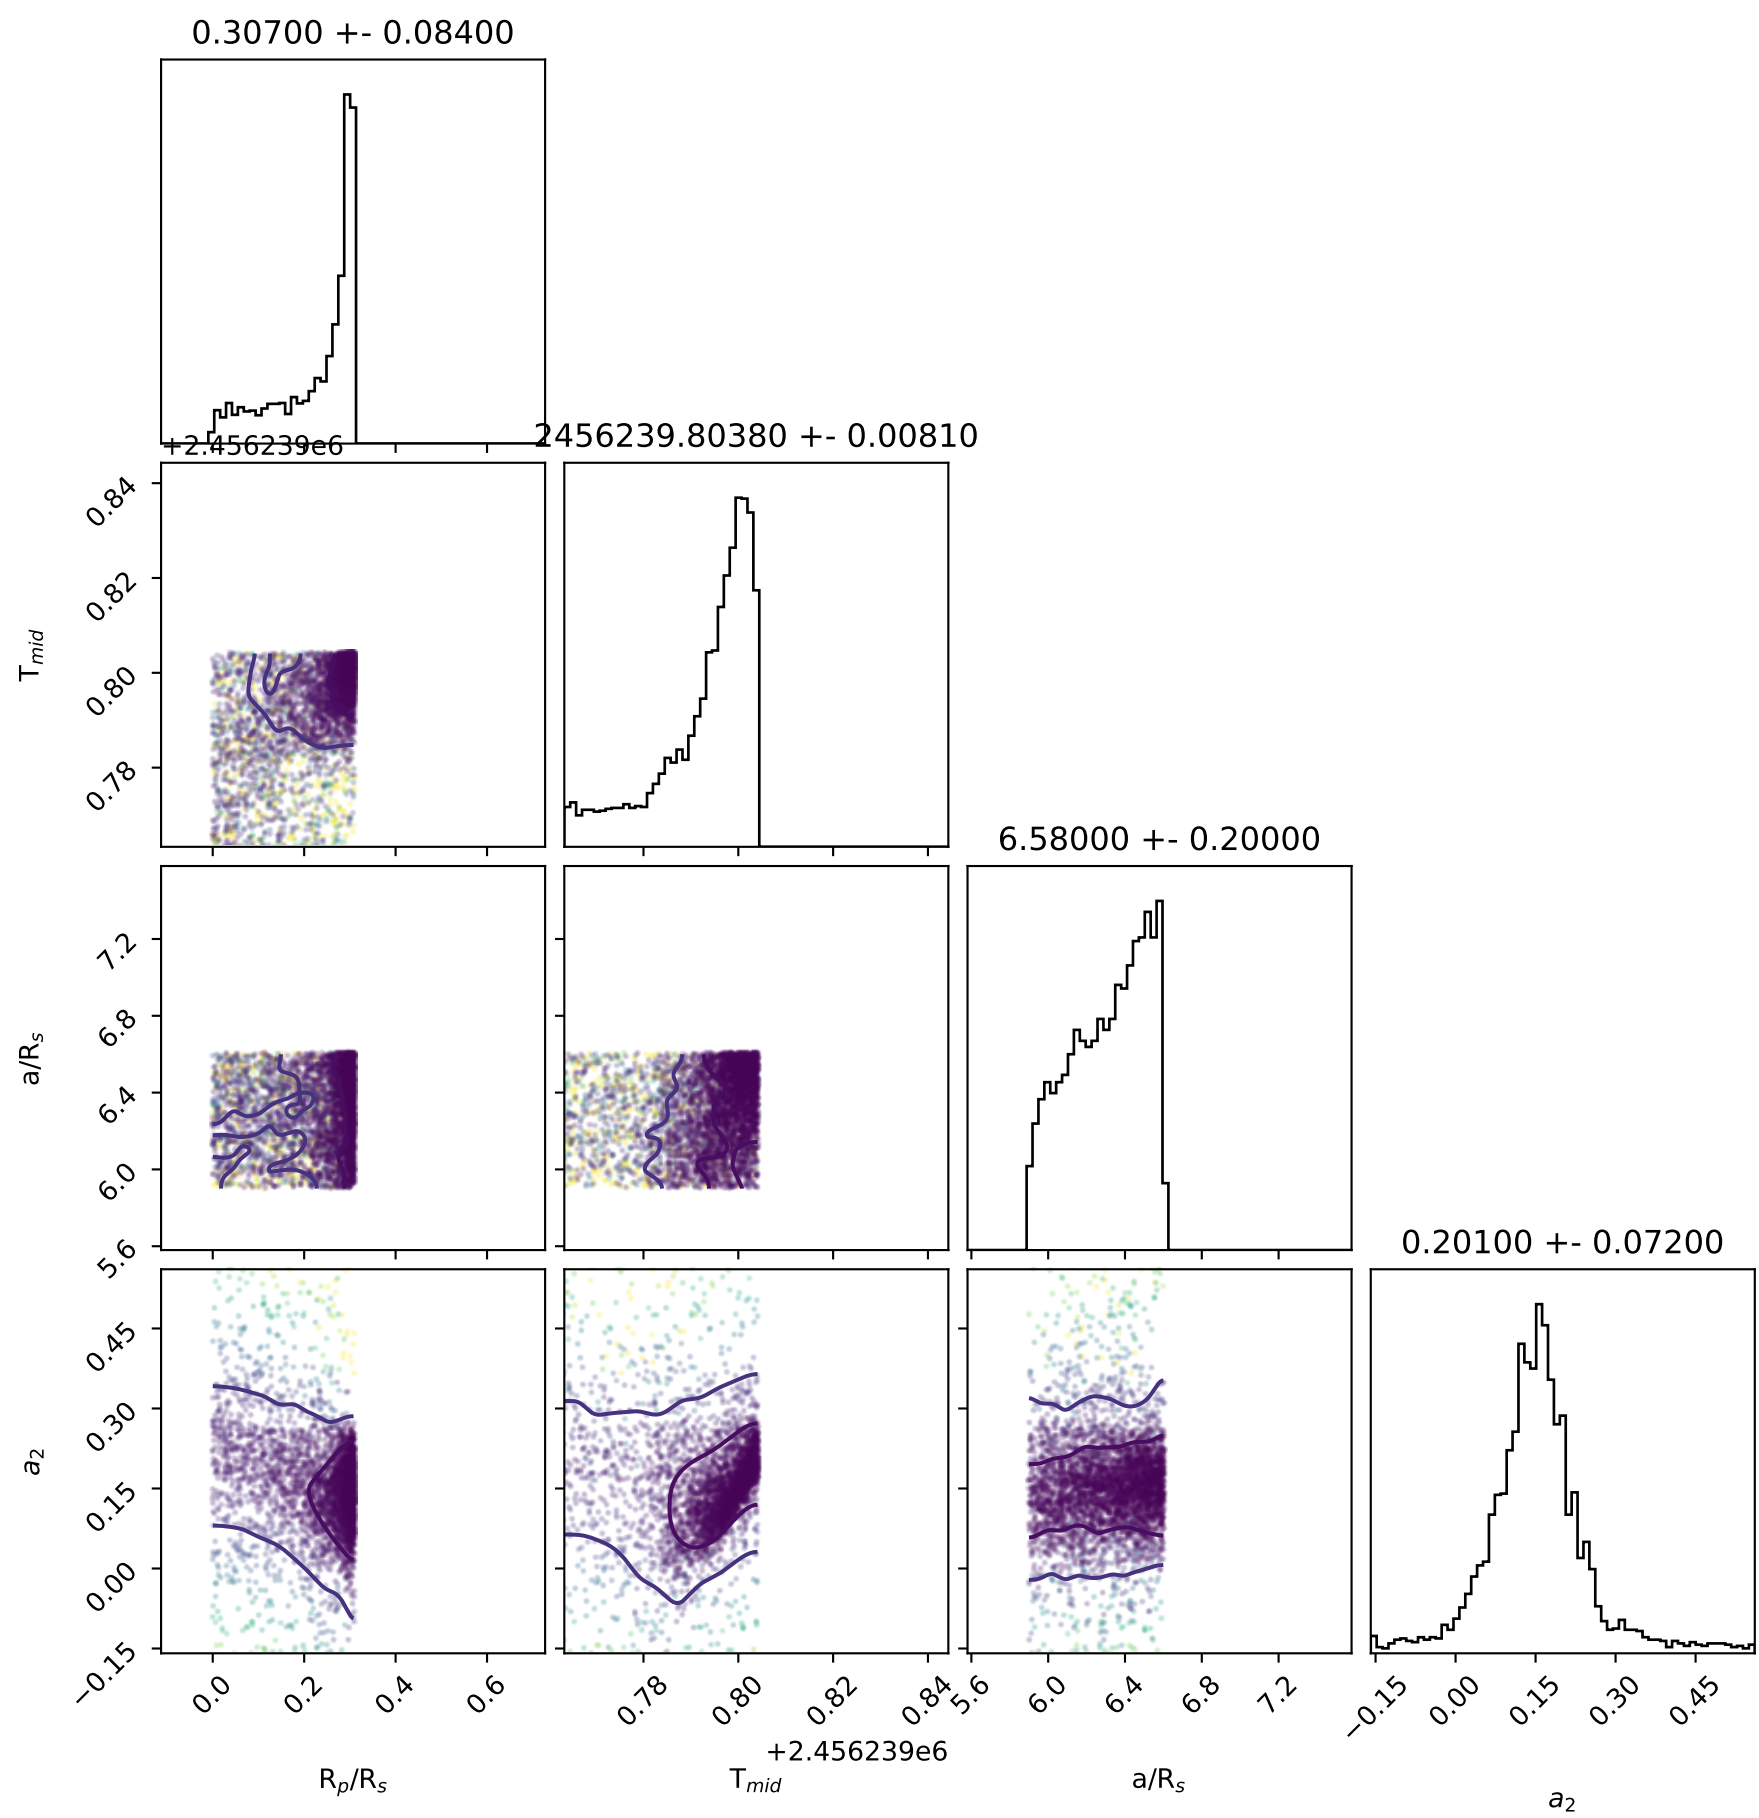 0.30700 +- 0.08400
+2.456239e6
2456239.80380 +- 0.00810
0.84
0.82
0.80
0.78
T_mid
6.58000 +- 0.20000
7.2
6.8
6.4
6.0
5.6
a/R_s
0.20100 +- 0.07200
0.45
0.30
0.15
0.00
−0.15
a_2
0.0 0.2 0.4 0.6
0.78 0.80 0.82 0.84
5.6 6.0 6.4 6.8 7.2
−0.15 0.00 0.15 0.30 0.45
+2.456239e6
R_p/R_s
T_mid
a/R_s
a_2